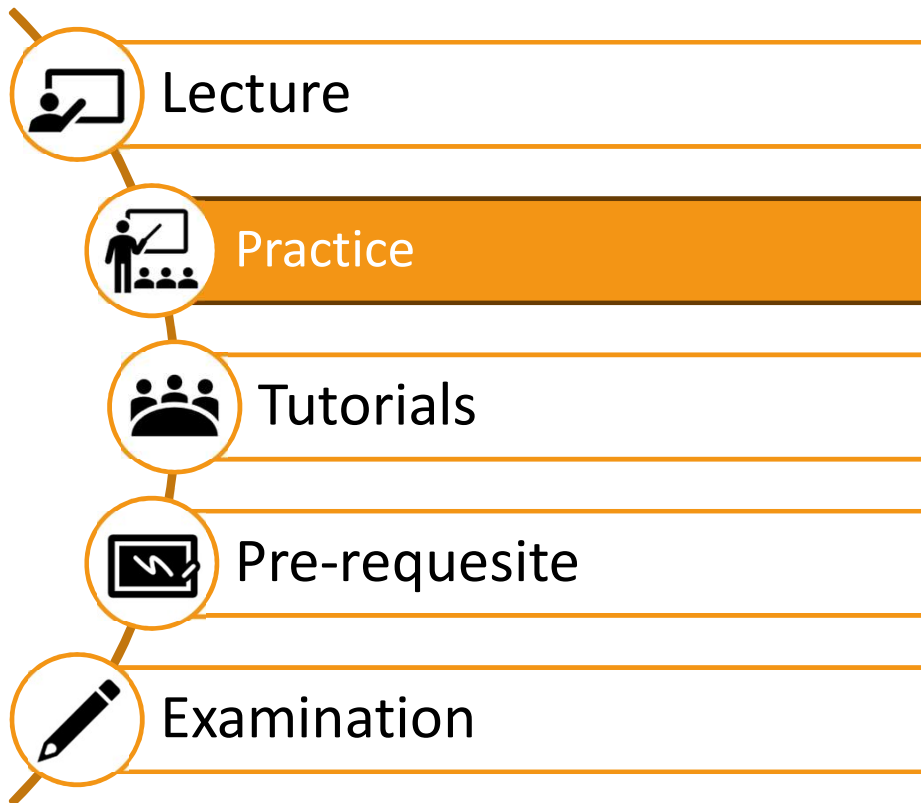 Lecture
Practice
Tutorials
Pre-requesite
Examination